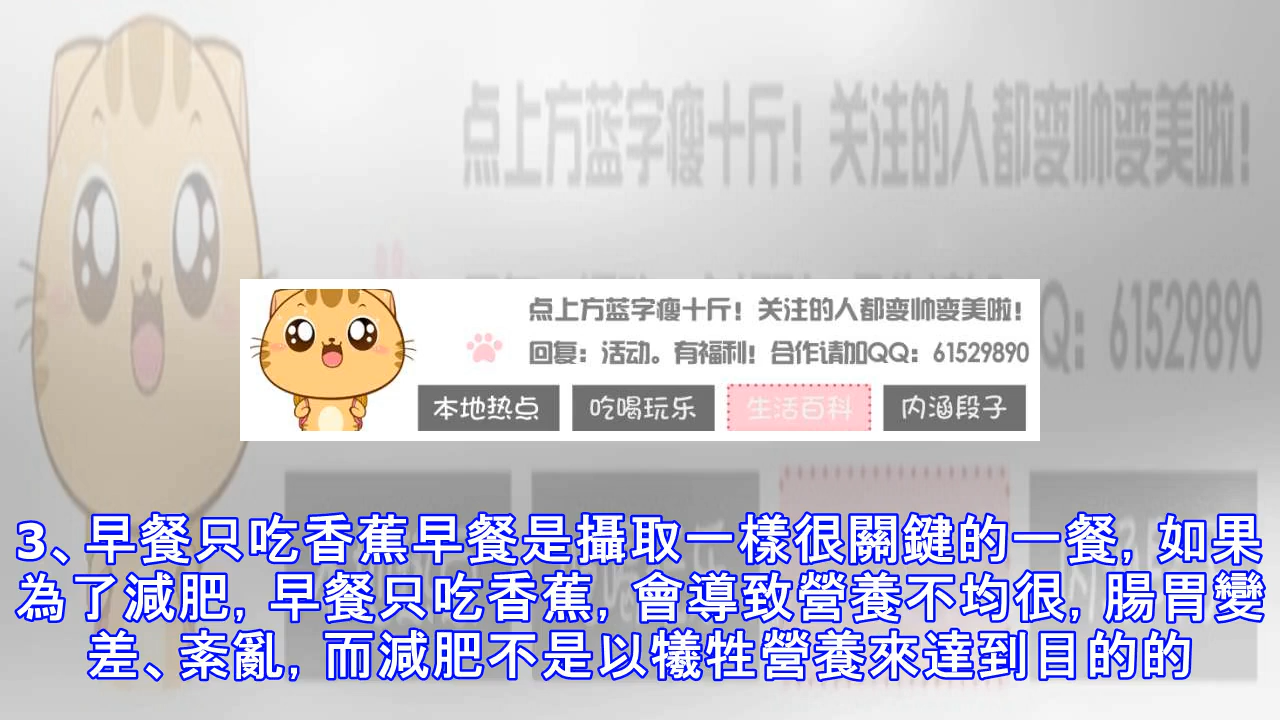 点上方蓝字瘦十斤！关注的人都变帅变美啦！
回复：活动。有福利！合作请加QQ：61529890
本地热点 吃喝玩乐 生活百科 内涵段子
3、早餐只吃香蕉早餐是攝取一樣很關鍵的一餐，如果
為了減肥，早餐只吃香蕉，會導致營養不均很，腸胃變
差、紊亂，而減肥不是以犧牲營養來達到目的的